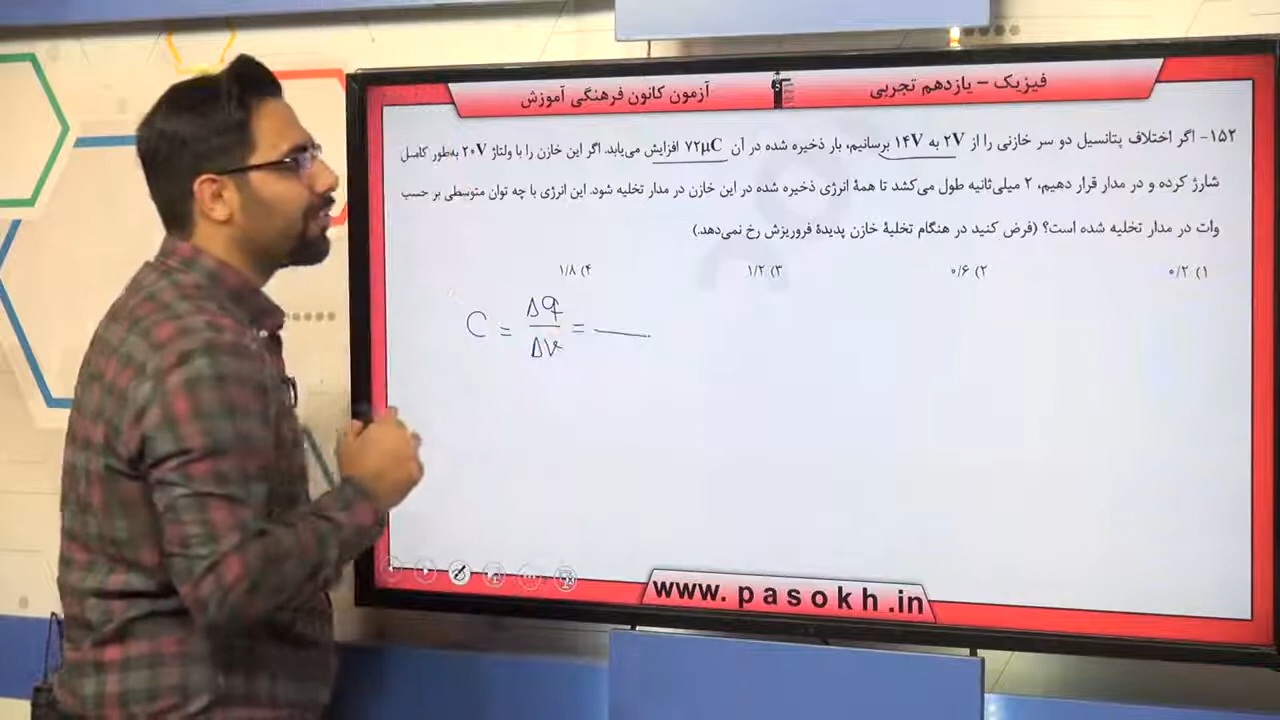 فیزیک – یازدهم تجربی
آزمون کانون فرهنگی آموزش
۱۵۲- اگر اختلاف پتانسیل دو سر خازنی را از ۲V به ۱۴V برسانیم، بار ذخیره شده در آن ۷۲μC افزایش می‌یابد. اگر این خازن را با ولتاژ ۲۰V به‌طور کامل
شارژ کرده و در مدار قرار دهیم، ۲ میلی‌ثانیه طول می‌کشد تا همهٔ انرژی ذخیره شده در این خازن در مدار تخلیه شود. این انرژی با چه توان متوسطی بر حسب
وات در مدار تخلیه شده است؟ (فرض کنید در هنگام تخلیهٔ خازن پدیدهٔ فروریزش رخ نمی‌دهد.)
۱) ۰/۲ ۲) ۰/۶ ۳) ۱/۲ ۴) ۱/۸
C = Δq/ΔV =
www.pasokh.in